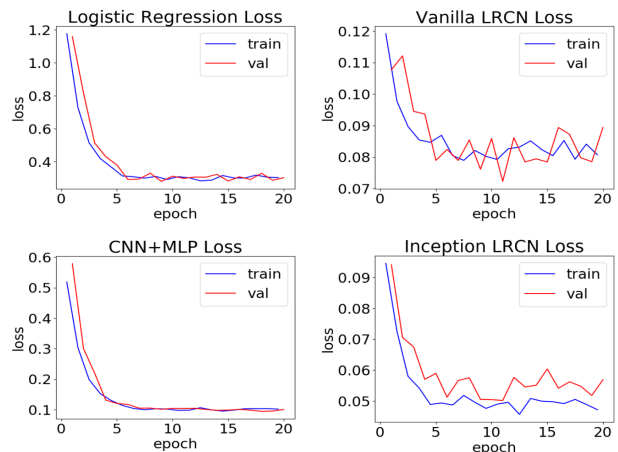 Logistic Regression Loss
1.2
1.0
0.8
0.6
0.4
loss
train
val
0 5 10 15 20
epoch
Vanilla LRCN Loss
0.12
0.11
0.10
0.09
0.08
0.07
loss
train
val
0 5 10 15 20
epoch
CNN+MLP Loss
0.6
0.5
0.4
0.3
0.2
0.1
loss
train
val
0 5 10 15 20
epoch
Inception LRCN Loss
0.09
0.08
0.07
0.06
0.05
loss
train
val
0 5 10 15 20
epoch